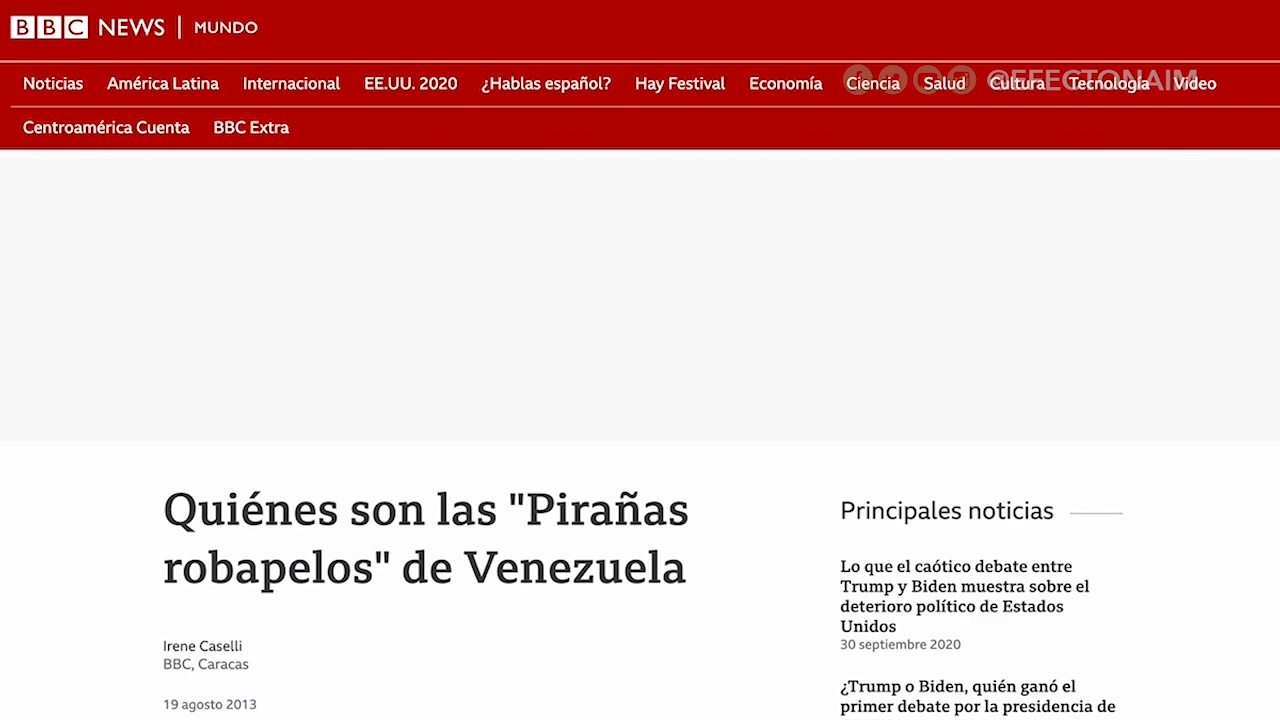 BBC NEWS | MUNDO
Noticias América Latina Internacional EE.UU. 2020 ¿Hablas español? Hay Festival Economía Ciencia Salud Cultura Tecnología Video
@EFECTONAIM
Centroamérica Cuenta BBC Extra
Quiénes son las "Pirañas
robapelos" de Venezuela
Irene Caselli
BBC, Caracas
19 agosto 2013
Principales noticias
Lo que el caótico debate entre
Trump y Biden muestra sobre el
deterioro político de Estados
Unidos
30 septiembre 2020
¿Trump o Biden, quién ganó el
primer debate por la presidencia de